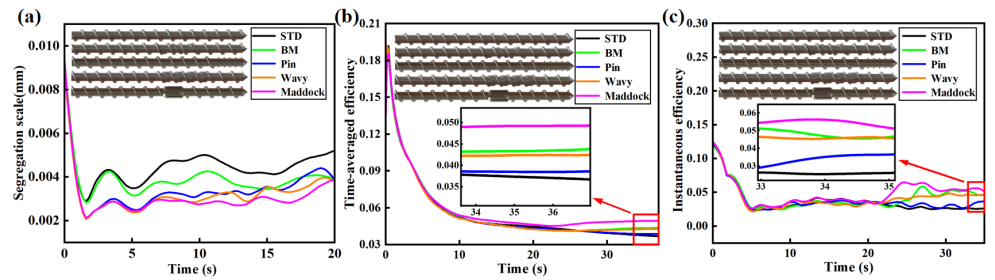 (a)
0.010
0.008
0.006
0.004
0.002
Segregation scale(mm)
0
5
10
15
20
Time (s)
STD
BM
Pin
Wavy
Maddock
(b)
0.21
0.18
0.15
0.12
0.09
0.06
0.03
Time-averaged efficiency
0
10
20
30
Time (s)
STD
BM
Pin
Wavy
Maddock
0.050
0.045
0.040
0.035
34
35
36
(c)
0.25
0.20
0.15
0.10
0.05
0.00
Instantaneous efficiency
0
10
20
30
Time (s)
STD
BM
Pin
Wavy
Maddock
0.06
0.05
0.04
0.03
33
34
35